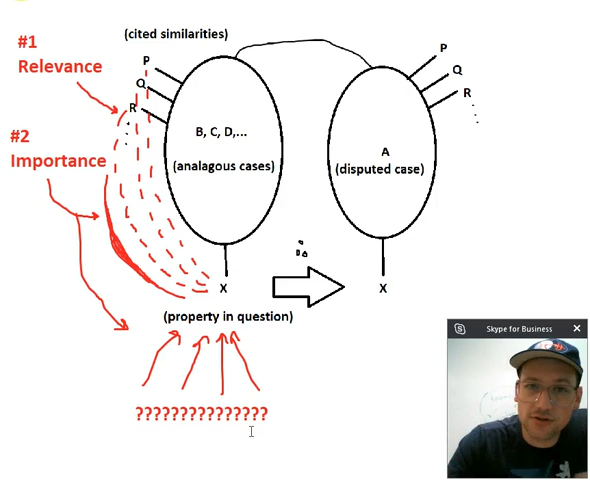 #1
Relevance
(cited similarities)
P
Q
R
P
Q
R
#2
Importance
B, C, D,...
(analagous cases)
A
(disputed case)
X
X
(property in question)
???????????????
Skype for Business